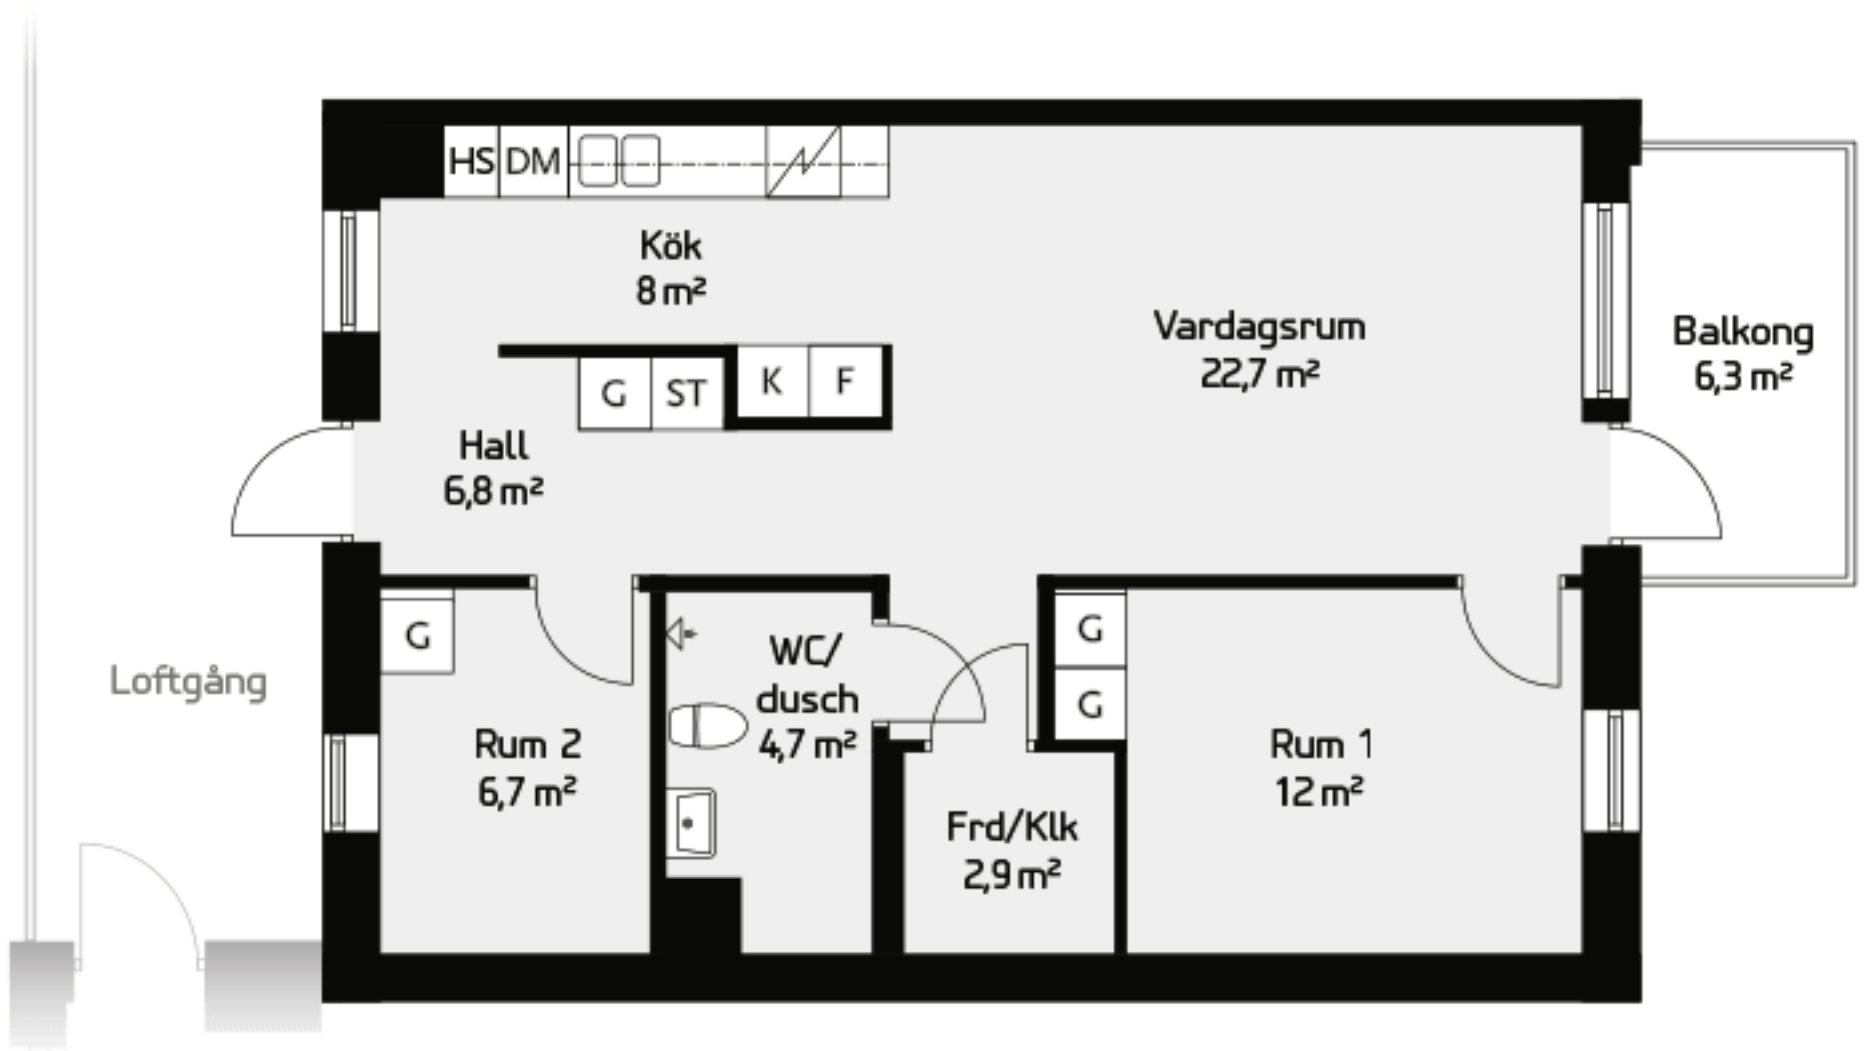 HS DM
Kök
8 m²
Vardagsrum
22,7 m²
Balkong
6,3 m²
G ST K F
Hall
6,8 m²
Loftgång
G
Rum 2
6,7 m²
WC/
dusch
4,7 m²
G
G
Frd/Klk
2,9 m²
Rum 1
12 m²